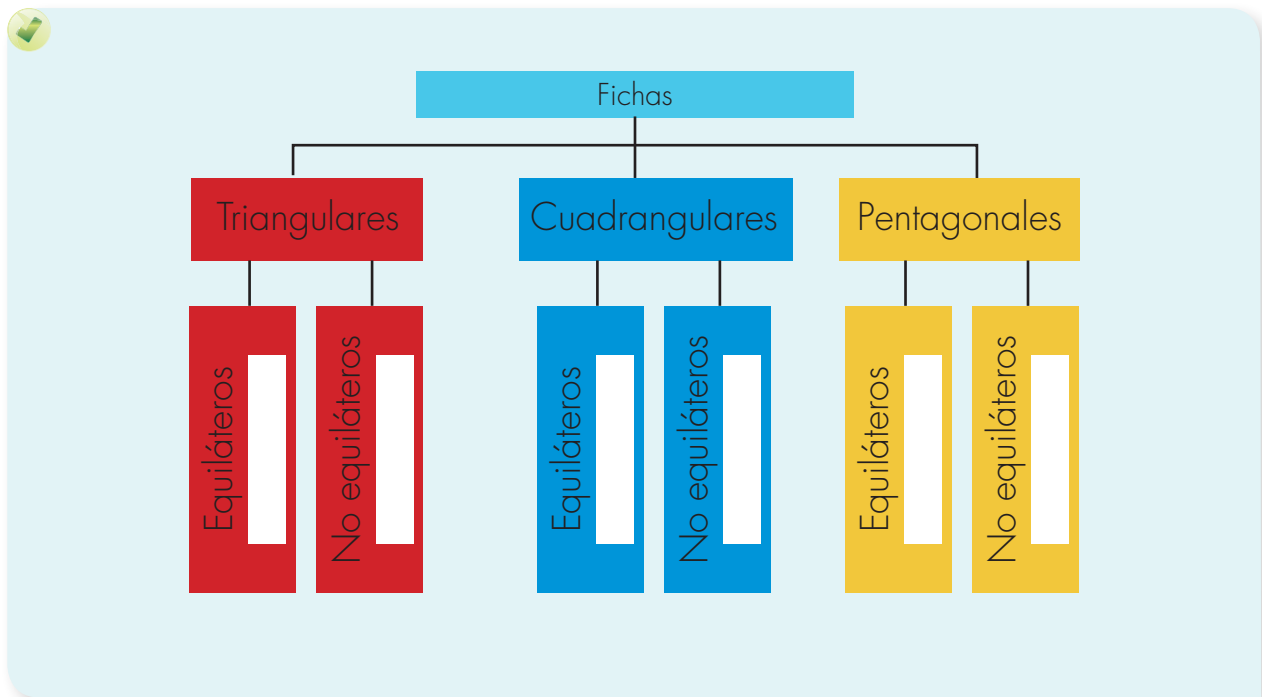 Fichas
Triangulares
Cuadrangulares
Pentagonales
Equiláteros
No equiláteros
Equiláteros
No equiláteros
Equiláteros
No equiláteros